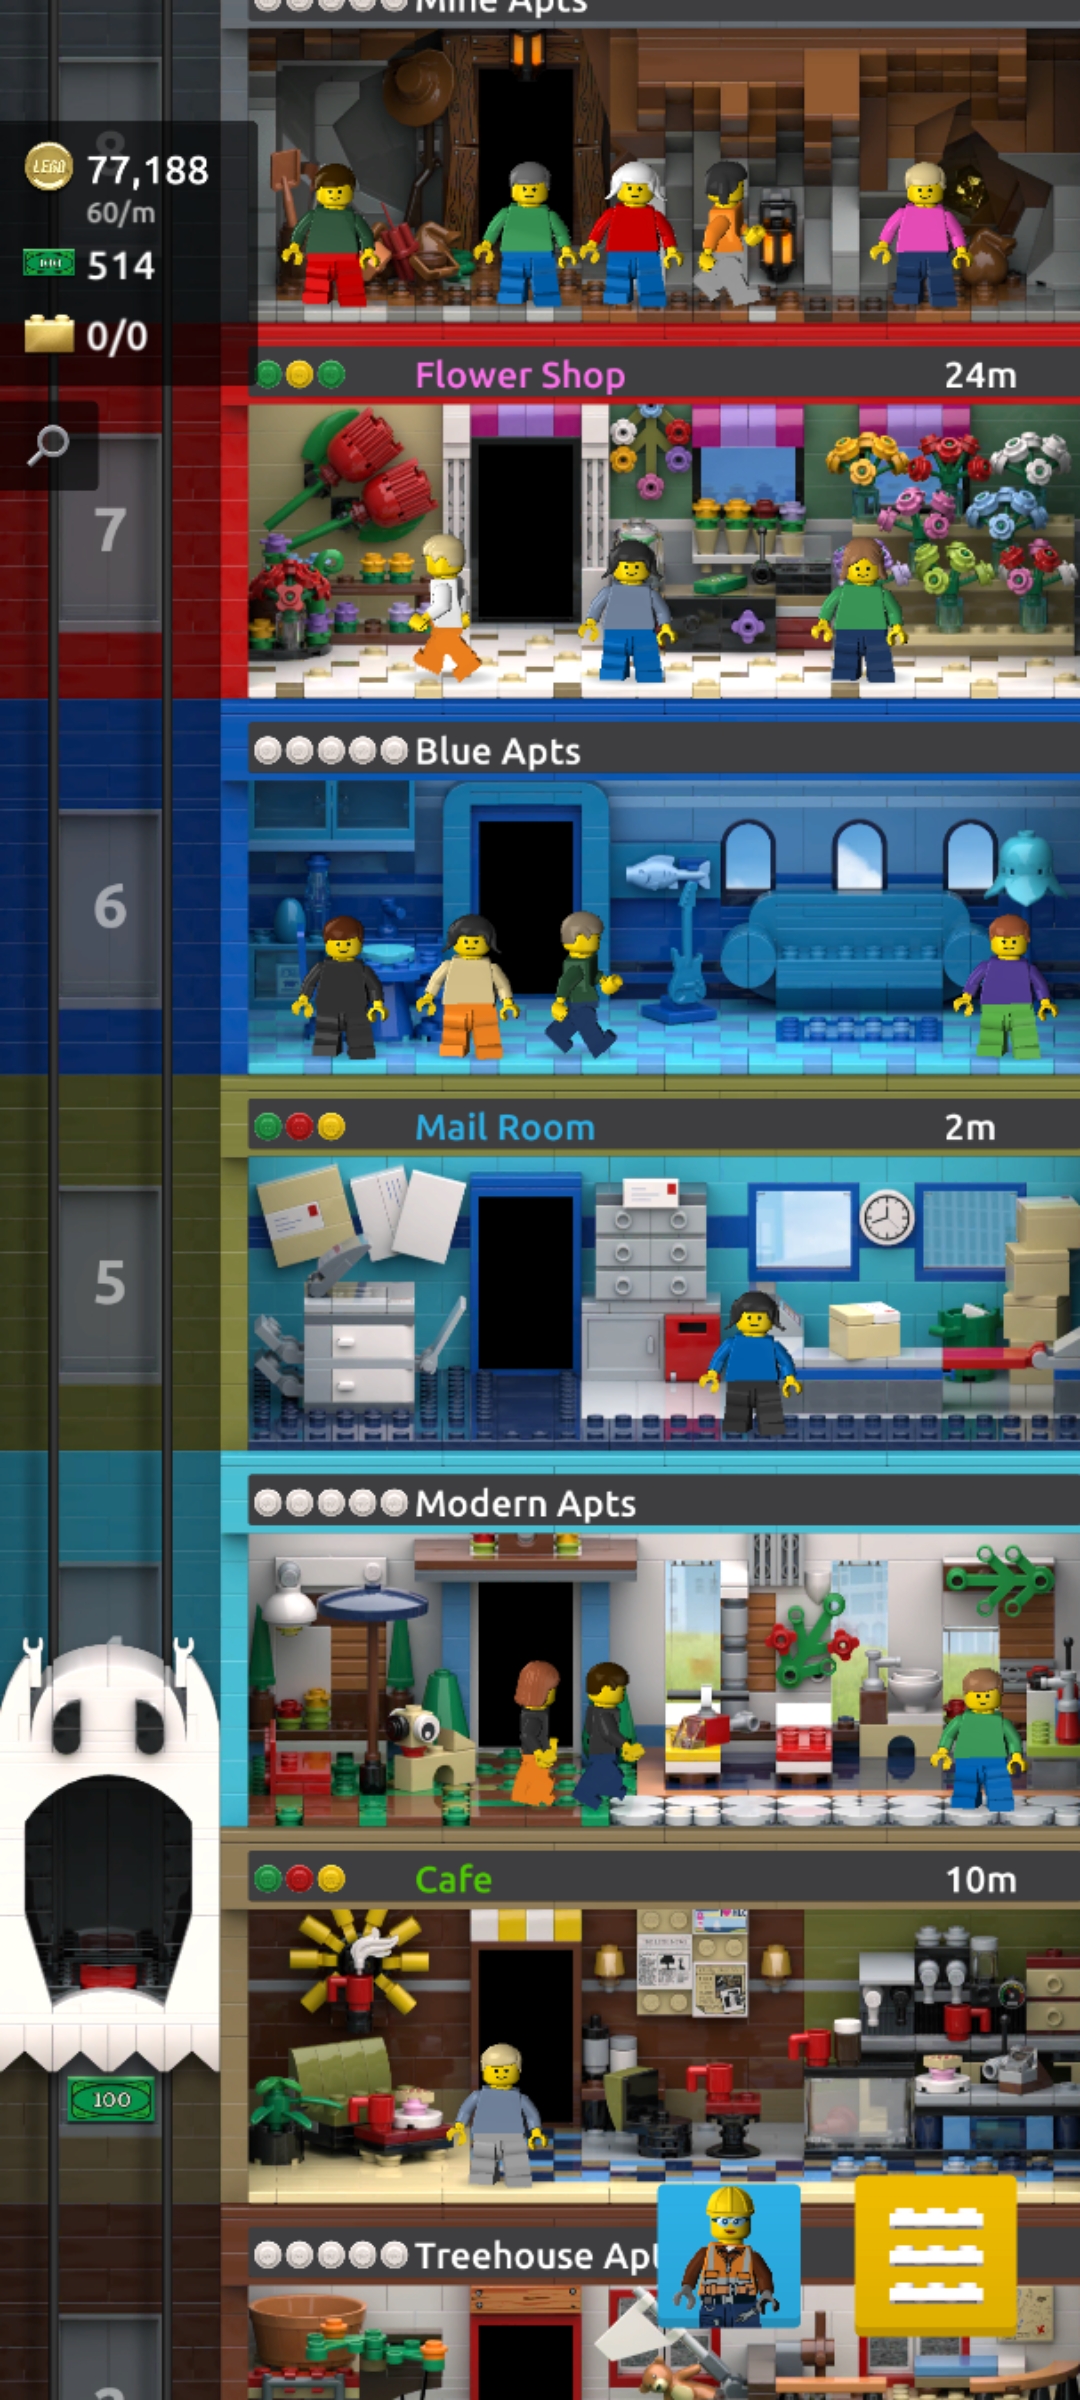 Mine Apts
8
LEGO
77,188
60/m
514
0/0
Flower Shop
24m
7
Blue Apts
6
Mail Room
2m
5
Modern Apts
Cafe
10m
100
Treehouse Apt